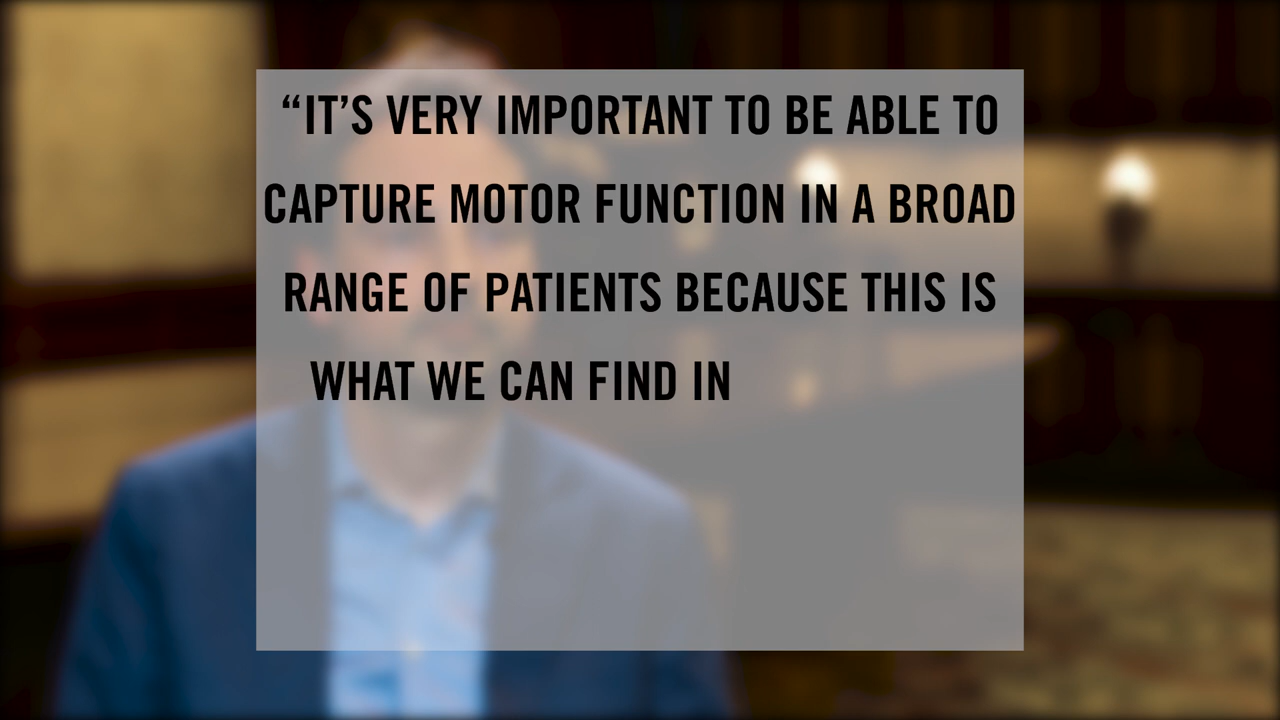 “IT’S VERY IMPORTANT TO BE ABLE TO
CAPTURE MOTOR FUNCTION IN A BROAD
RANGE OF PATIENTS BECAUSE THIS IS
WHAT WE CAN FIND IN